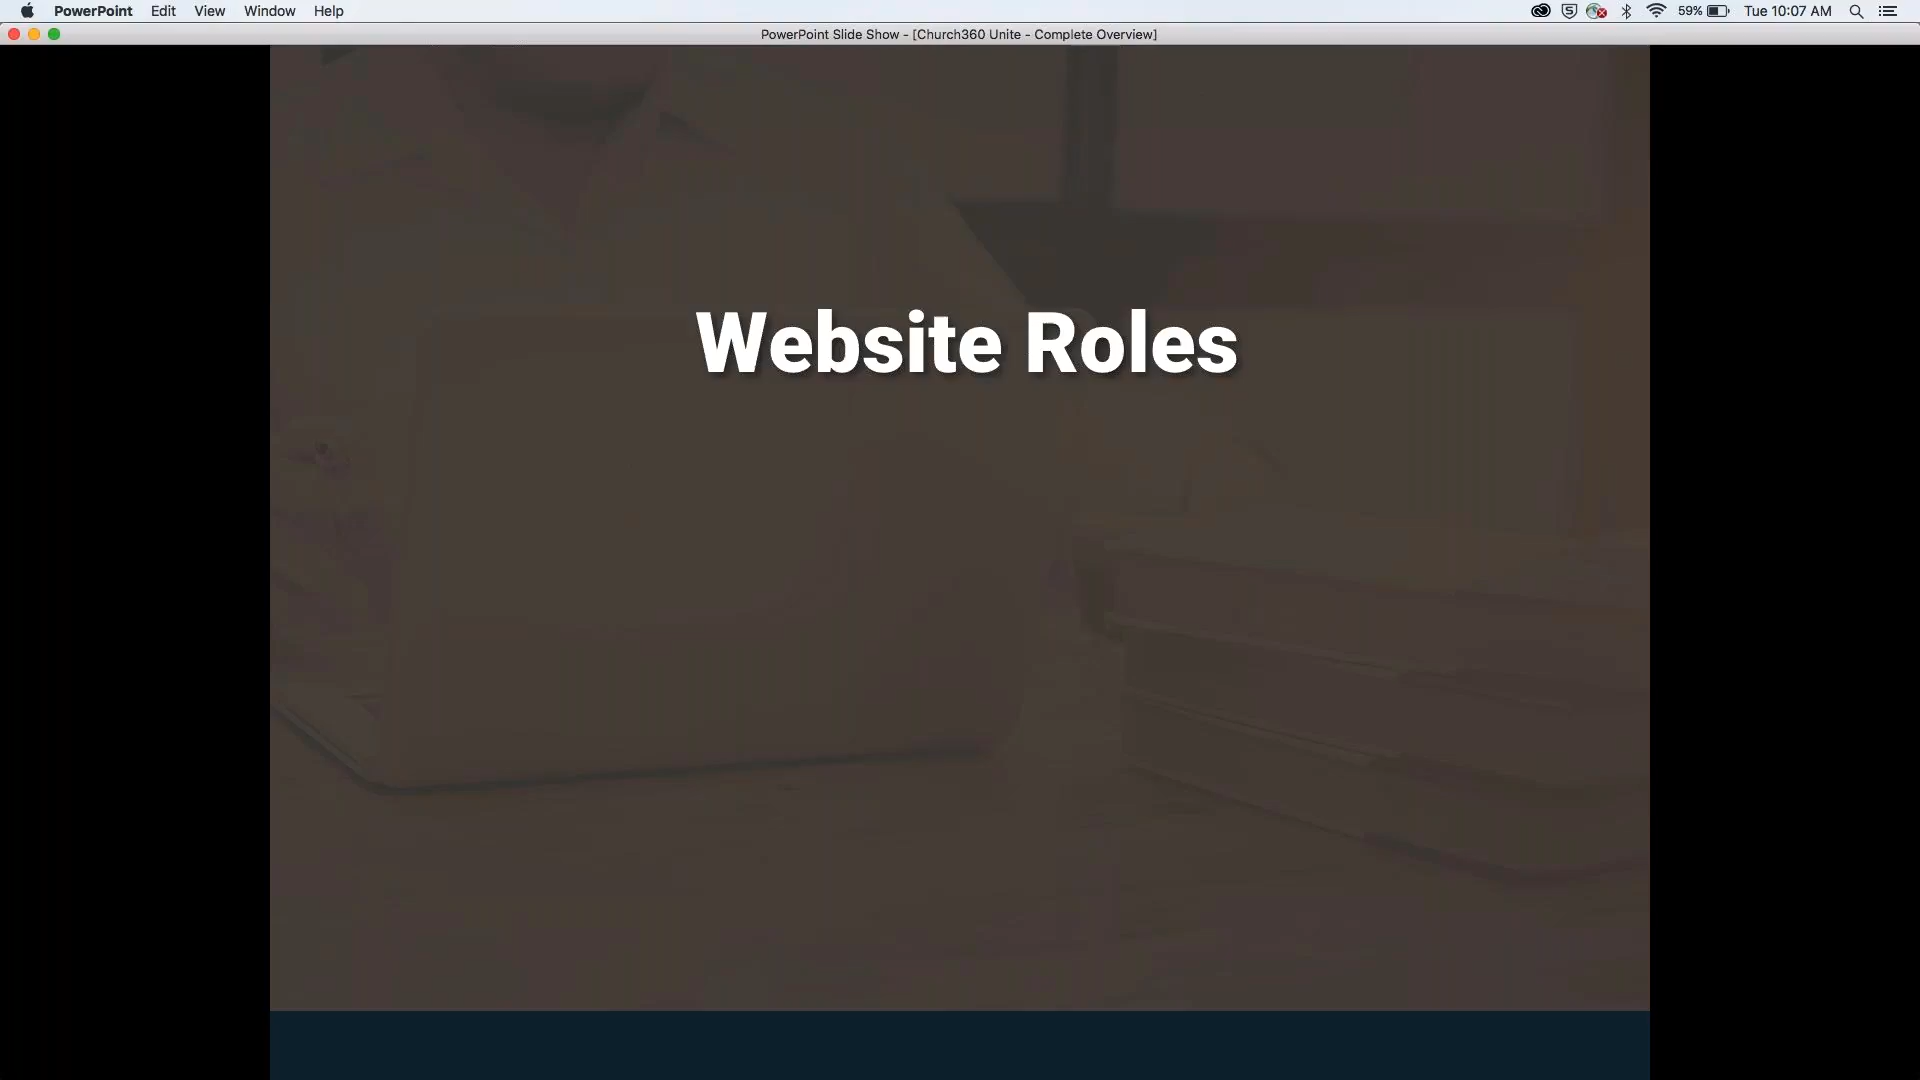 PowerPoint Edit View Window Help 59% Tue 10:07 AM
PowerPoint Slide Show - [Church360 Unite - Complete Overview]
Website Roles